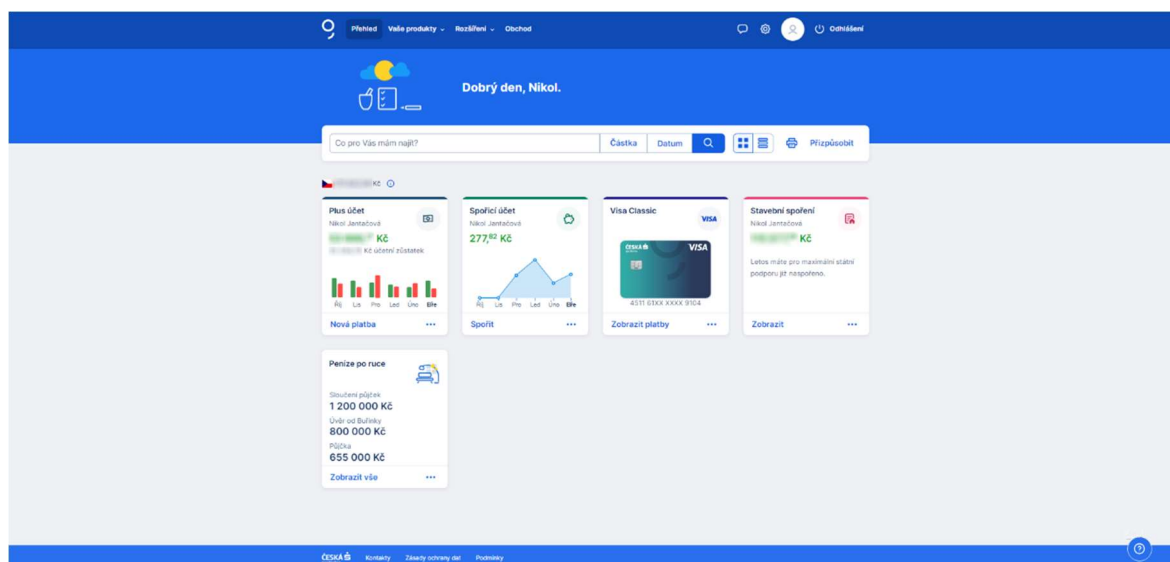 Přehled Vaše produkty Rozšíření Obchod Odhlášení
Dobrý den, Nikol.
Co pro Vás mám najít? Částka Datum Přizpůsobit
Kč
Plus účet
Nikol Jantačová
Kč
Kč účetní zůstatek
Říj Lis Pro Led Úno Bře
Nová platba
Spořicí účet
Nikol Jantačová
277,82 Kč
Říj Lis Pro Led Úno Bře
Spořit
Visa Classic
VISA
ČESKÁ VISA
4511 61XX XXXX 9104
Zobrazit platby
Stavební spoření
Nikol Jantačová
Kč
Letos máte pro maximální státní
podporu již naspořeno.
Zobrazit
Peníze po ruce
Sloučení půjček
1 200 000 Kč
Úvěr od Buřinky
800 000 Kč
Půjčka
655 000 Kč
Zobrazit vše
ČESKÁ Kontakty Zásady ochrany dat Podmínky